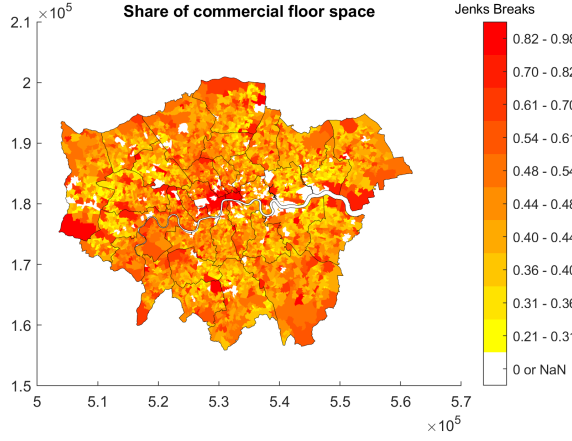 Share of commercial floor space
Jenks Breaks
×10⁵
2.1
2
1.9
1.8
1.7
1.6
1.5
5
5.1
5.2
5.3
5.4
5.5
5.6
5.7
×10⁵
0.82 - 0.98
0.70 - 0.82
0.61 - 0.70
0.54 - 0.61
0.48 - 0.54
0.44 - 0.48
0.40 - 0.44
0.36 - 0.40
0.31 - 0.36
0.21 - 0.31
0 or NaN